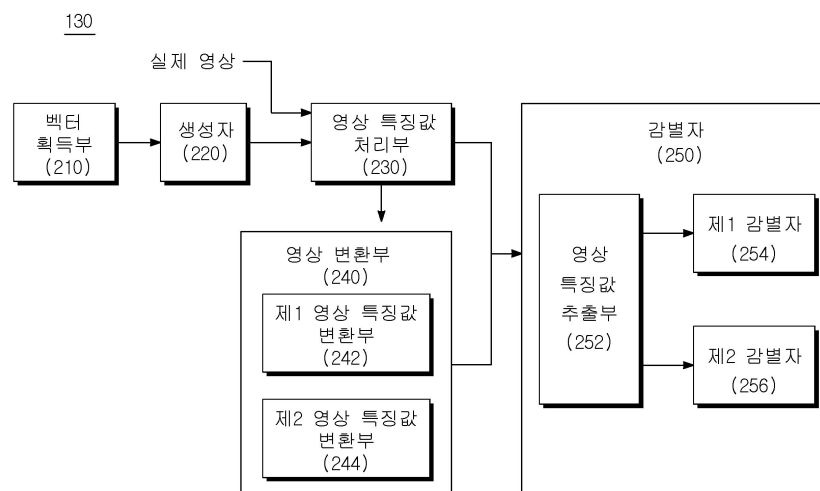 130
실제 영상
벡터
획득부
(210)
생성자
(220)
영상 특징값
처리부
(230)
영상 변환부
(240)
제1 영상 특징값
변환부
(242)
제2 영상 특징값
변환부
(244)
감별자
(250)
영상
특징값
추출부
(252)
제1 감별자
(254)
제2 감별자
(256)